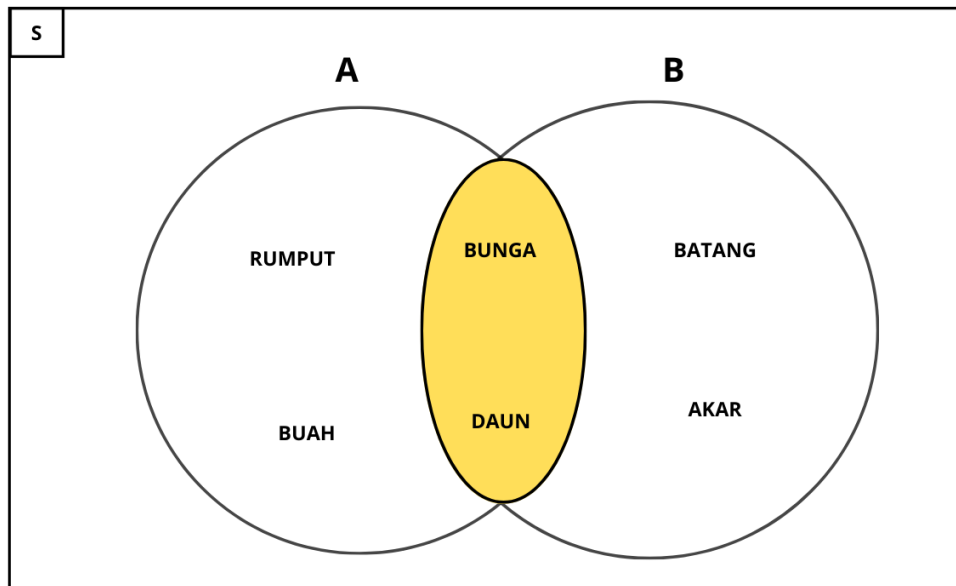 S
A
B
RUMPUT
BUNGA
BATANG
BUAH
DAUN
AKAR